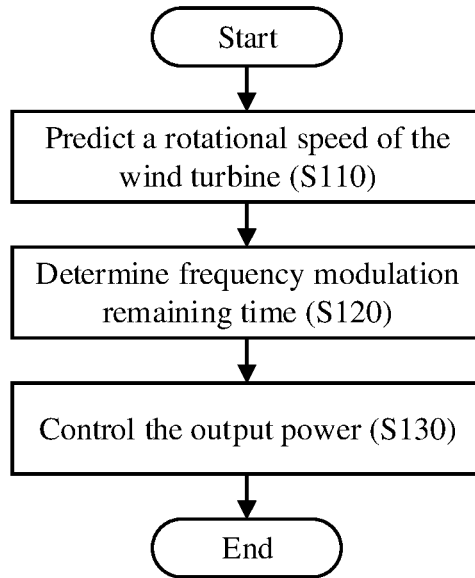 Start
Predict a rotational speed of the
wind turbine (S110)
Determine frequency modulation
remaining time (S120)
Control the output power (S130)
End